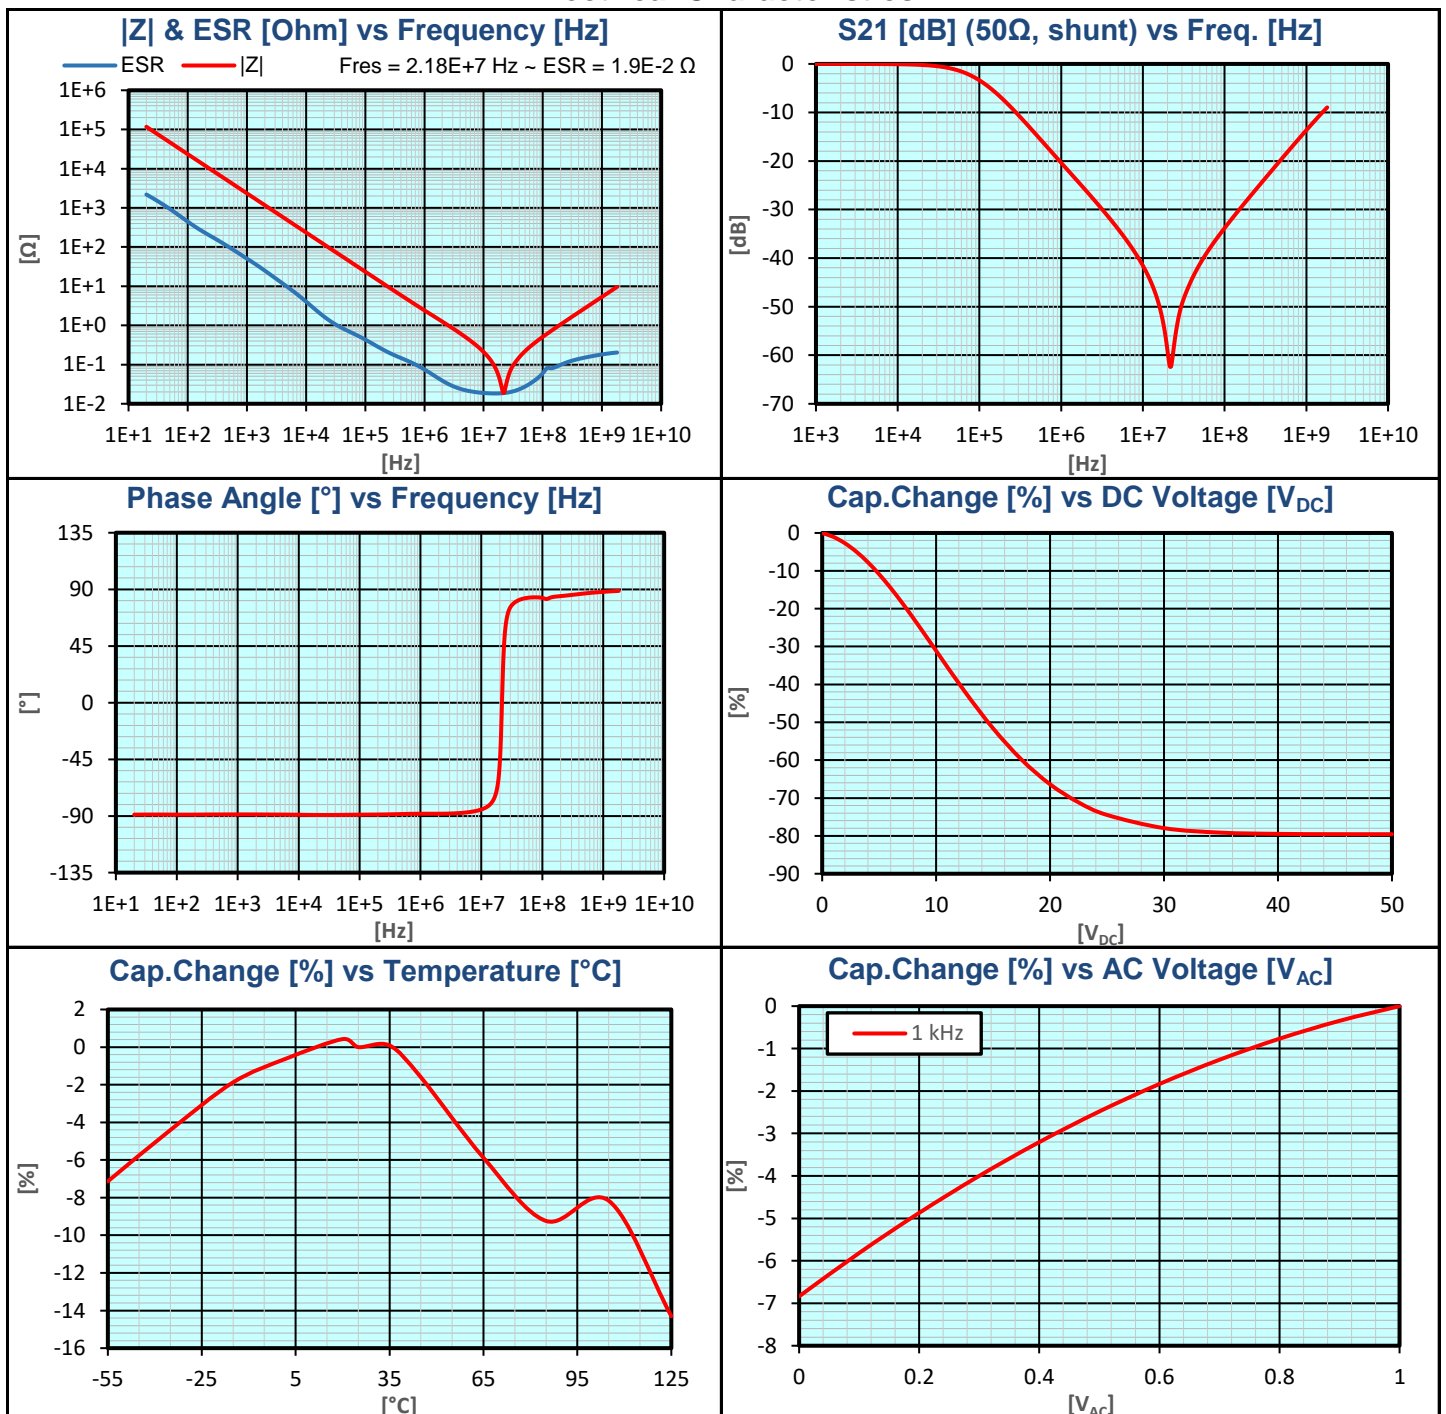 |Z| & ESR [Ohm] vs Frequency [Hz]
ESR |Z| Fres = 2.18E+7 Hz ~ ESR = 1.9E-2 Ω
1E+6
1E+5
1E+4
1E+3
1E+2
1E+1
1E+0
1E-1
1E-2
[Ω]
1E+1 1E+2 1E+3 1E+4 1E+5 1E+6 1E+7 1E+8 1E+9 1E+10
[Hz]
S21 [dB] (50Ω, shunt) vs Freq. [Hz]
0
-10
-20
-30
-40
-50
-60
-70
[dB]
1E+3 1E+4 1E+5 1E+6 1E+7 1E+8 1E+9 1E+10
[Hz]
Phase Angle [°] vs Frequency [Hz]
135
90
45
0
-45
-90
-135
[°]
1E+1 1E+2 1E+3 1E+4 1E+5 1E+6 1E+7 1E+8 1E+9 1E+10
[Hz]
Cap.Change [%] vs DC Voltage [VDC]
0
-10
-20
-30
-40
-50
-60
-70
-80
-90
[%]
0 10 20 30 40 50
[VDC]
Cap.Change [%] vs Temperature [°C]
2
0
-2
-4
-6
-8
-10
-12
-14
-16
[%]
-55 -25 5 35 65 95 125
[°C]
Cap.Change [%] vs AC Voltage [VAC]
1 kHz
0
-1
-2
-3
-4
-5
-6
-7
-8
[%]
0 0.2 0.4 0.6 0.8 1
[VAC]